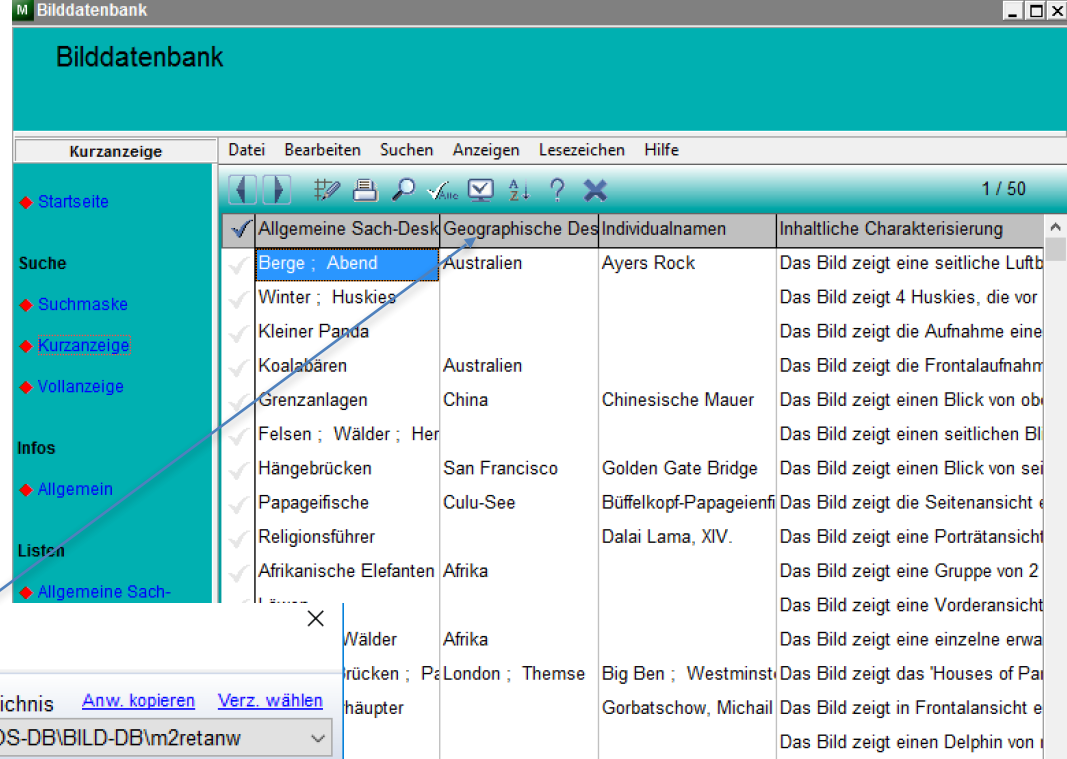 M Bilddatenbank
Bilddatenbank
Kurzanzeige
Datei Bearbeiten Suchen Anzeigen Lesezeichen Hilfe
Alle A Z ? 1 / 50
Startseite
Suche
Suchmaske
Kurzanzeige
Vollanzeige
Infos
Allgemein
Listen
Allgemeine Sach-
Allgemeine Sach-Desk Geographische Des Individualnamen Inhaltliche Charakterisierung
Berge ; Abend Australien Ayers Rock Das Bild zeigt eine seitliche Luftb
Winter ; Huskies Das Bild zeigt 4 Huskies, die vor
Kleiner Panda Das Bild zeigt die Aufnahme eine
Koalabären Australien Das Bild zeigt die Frontalaufnahm
Grenzanlagen China Chinesische Mauer Das Bild zeigt einen Blick von obe
Felsen ; Wälder ; Her Das Bild zeigt einen seitlichen Bli
Hängebrücken San Francisco Golden Gate Bridge Das Bild zeigt einen Blick von sei
Papageifische Culu-See Büffelkopf-Papageienfi Das Bild zeigt die Seitenansicht e
Religionsführer Dalai Lama, XIV. Das Bild zeigt eine Porträtansicht
Afrikanische Elefanten Afrika Das Bild zeigt eine Gruppe von 2
Das Bild zeigt eine Vorderansicht
Wälder Afrika Das Bild zeigt eine einzelne erwa
rücken ; Pa London ; Themse Big Ben ; Westminste Das Bild zeigt das 'Houses of Par
häupter Gorbatschow, Michail Das Bild zeigt in Frontalansicht e
Das Bild zeigt einen Delphin von
ichnis Anw. kopieren Verz. wählen
OS-DB\BILD-DB\m2retanw